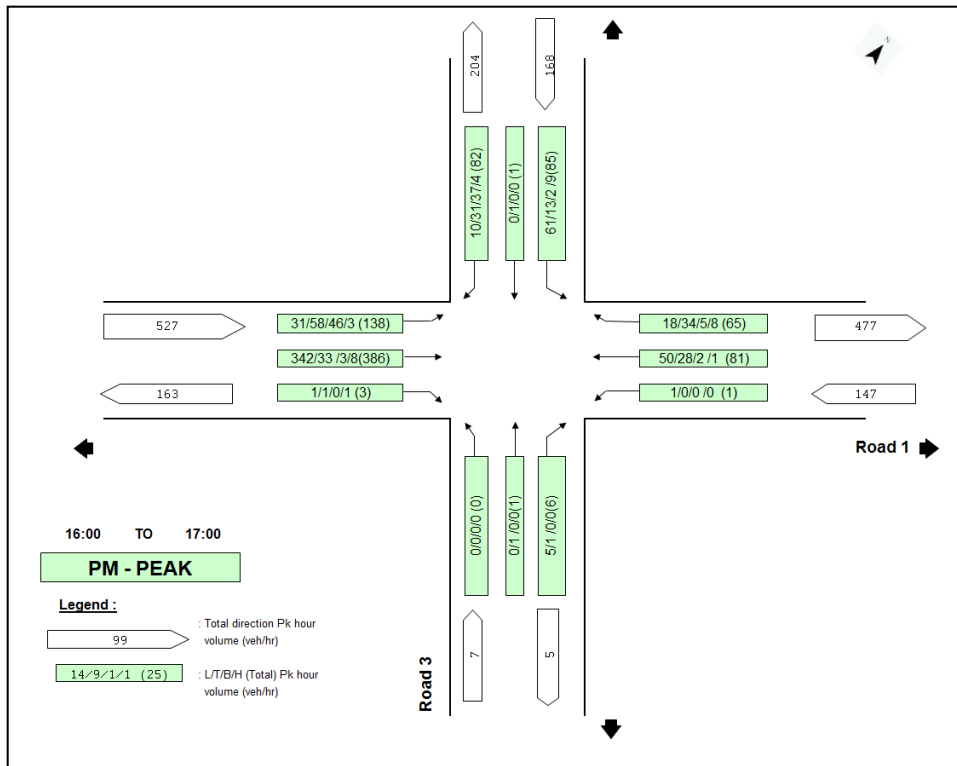 N
204
168
10/31/37/4 (82)
0/1/0/0 (1)
61/13/2 /9(85)
527
31/58/46/3 (138)
18/34/5/8 (65)
477
342/33 /3/8(386)
50/28/2 /1 (81)
163
1/1/0/1 (3)
1/0/0 /0 (1)
147
Road 1
0/0/0/0 (0)
0/1 /0/0(1)
5/1 /0/0(6)
16:00 TO 17:00
PM - PEAK
Legend :
99
: Total direction Pk hour
volume (veh/hr)
14/9/1/1 (25)
: L/T/B/H (Total) Pk hour
volume (veh/hr)
Road 3
7
5